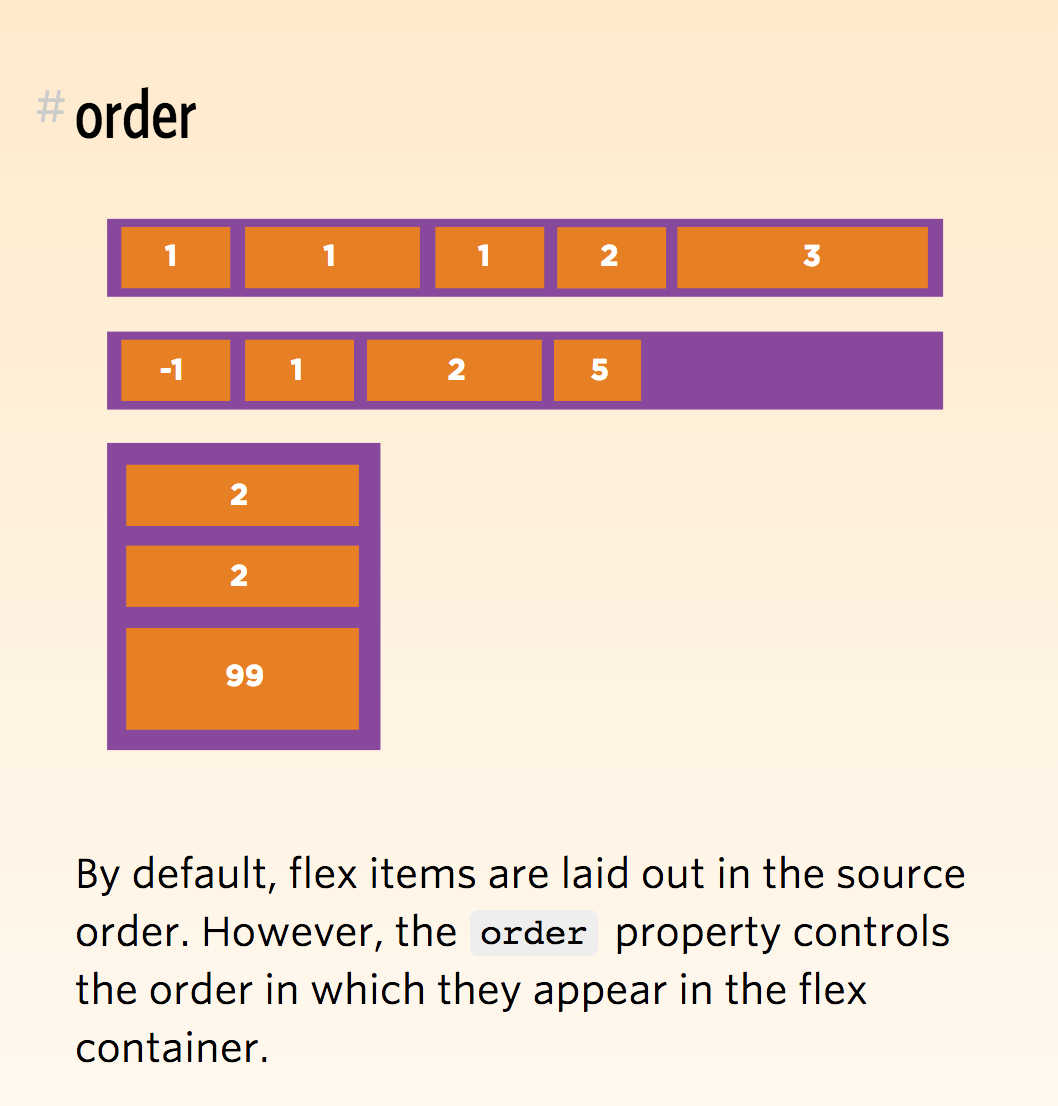 # order
1 1 1 2 3
-1 1 2 5
2
2
99
By default, flex items are laid out in the source
order. However, the order property controls
the order in which they appear in the flex
container.